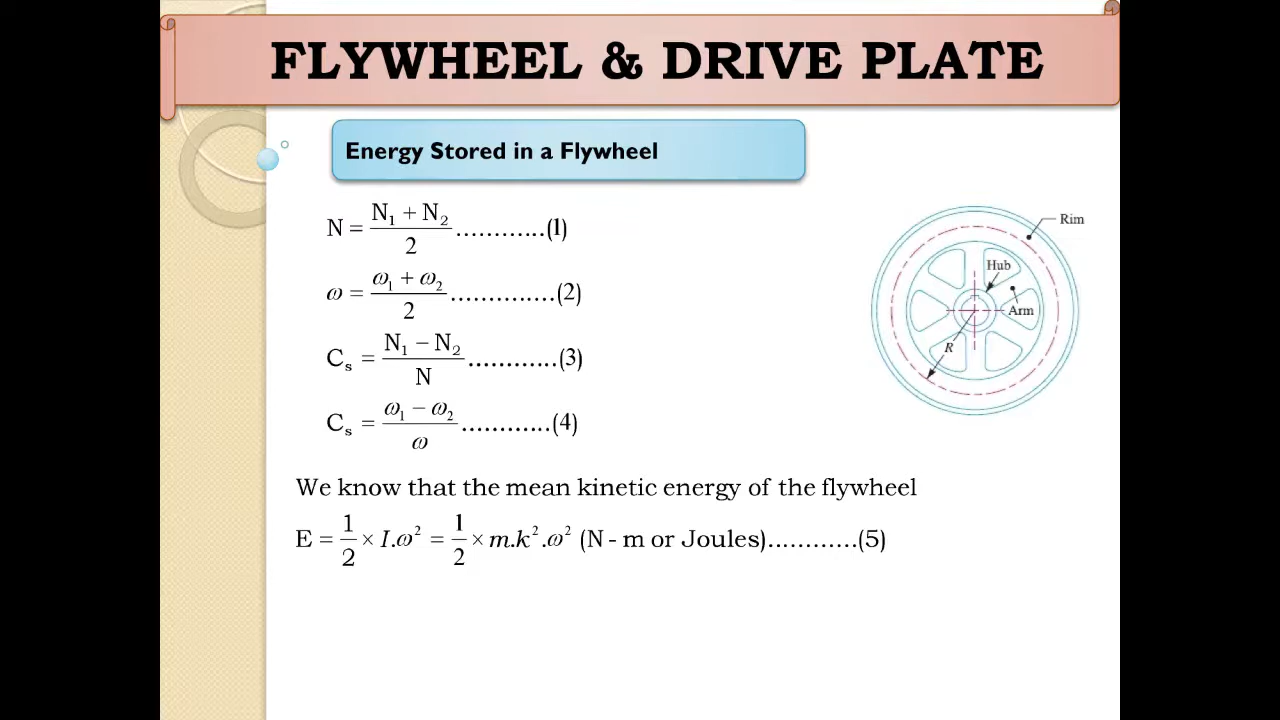 FLYWHEEL & DRIVE PLATE
Energy Stored in a Flywheel
N = (N₁ + N₂)/2 ............(1)
ω = (ω₁ + ω₂)/2 ..............(2)
Cₛ = (N₁ − N₂)/N ............(3)
Cₛ = (ω₁ − ω₂)/ω ............(4)
Rim
Hub
Arm
R
We know that the mean kinetic energy of the flywheel
E = 1/2 × I.ω² = 1/2 × m.k².ω² (N - m or Joules)............(5)